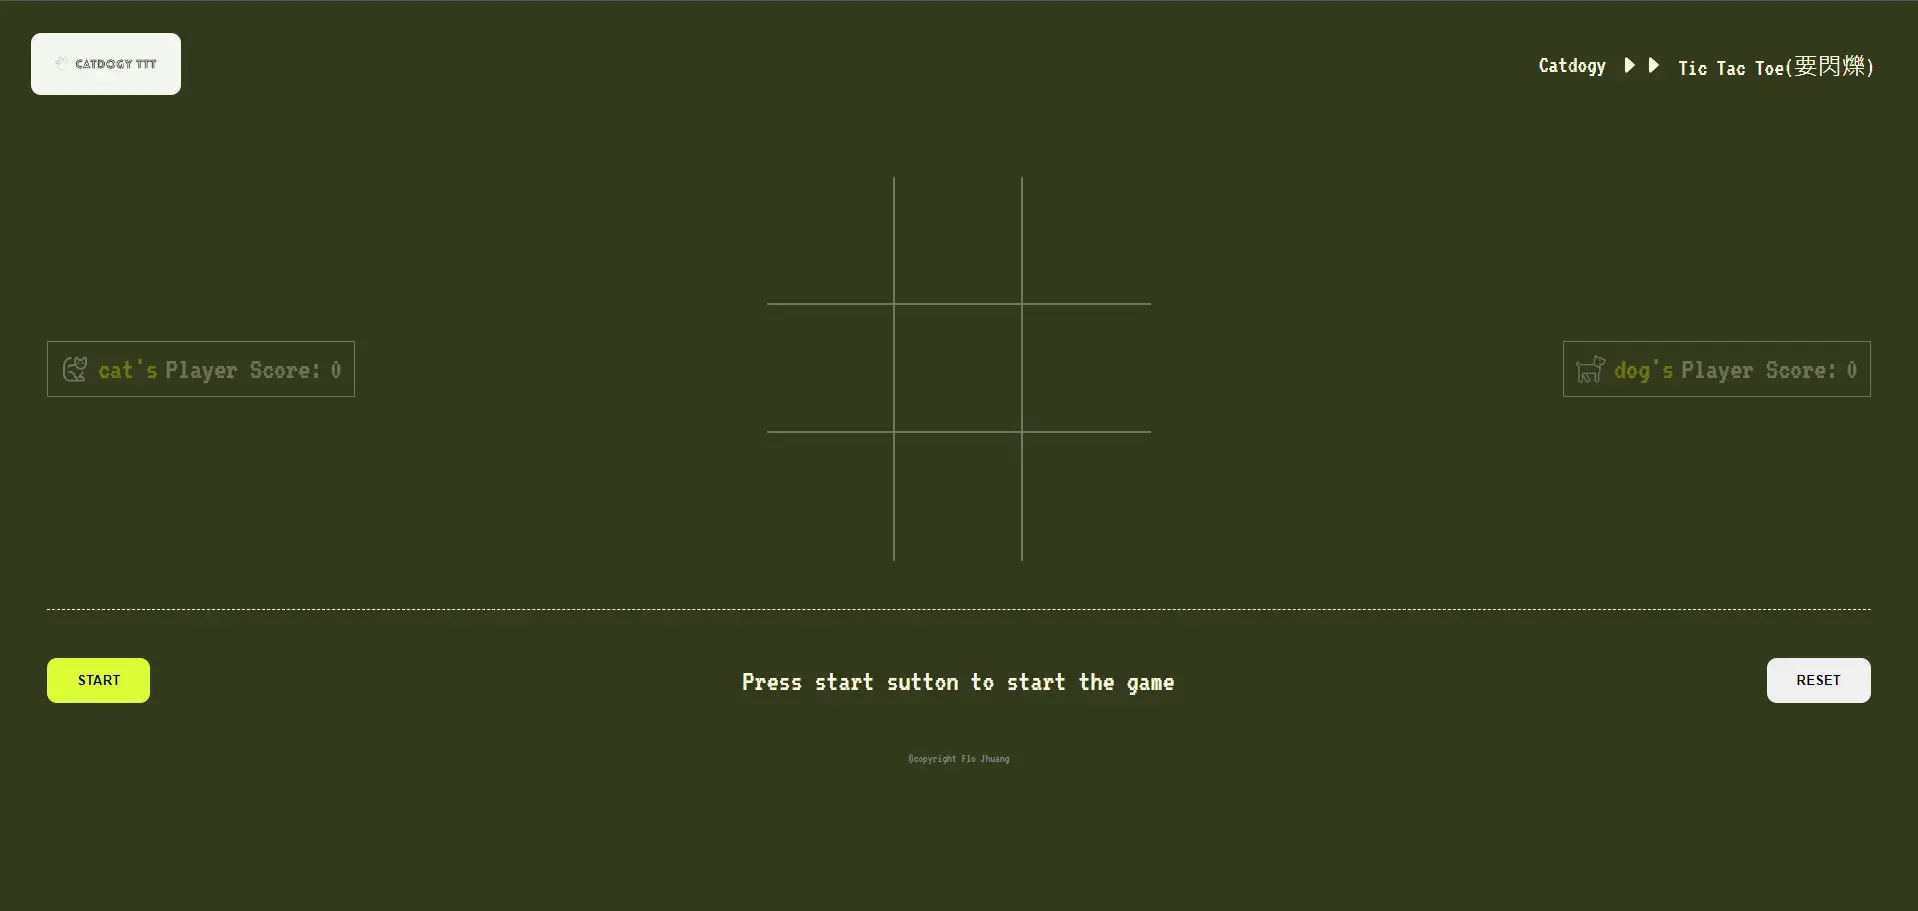 CATDOGY TTT
Catdogy Tic Tac Toe(要閃爍)
cat's Player Score: 0
dog's Player Score: 0
START
Press start sutton to start the game
RESET
©copyright Flo Jhuang